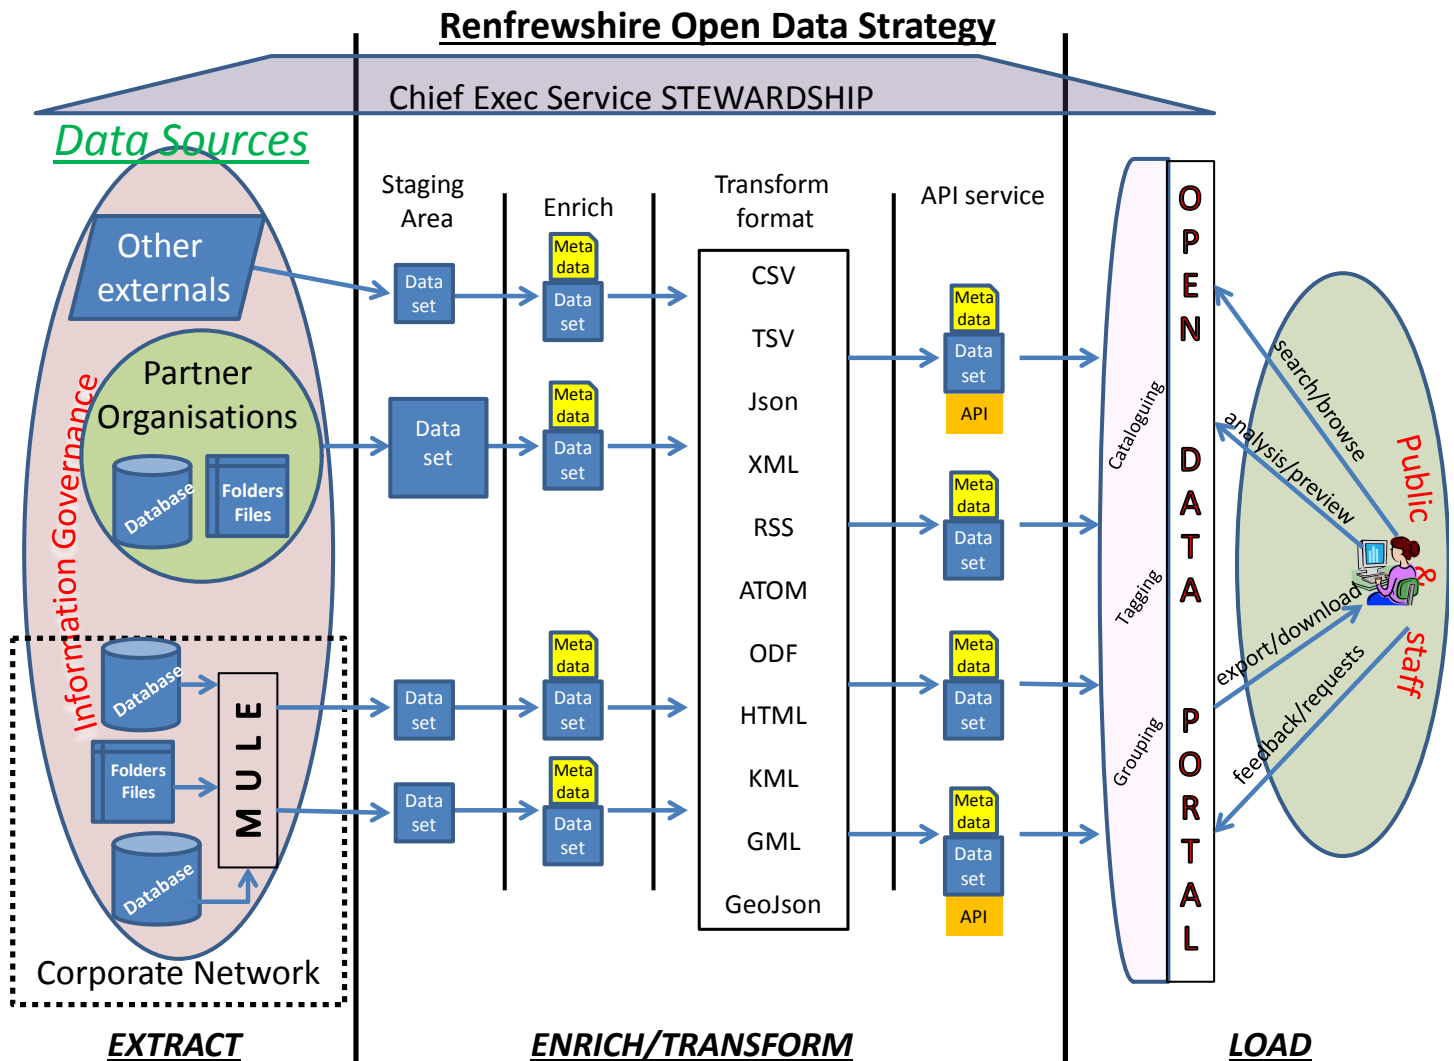 Renfrewshire Open Data Strategy
Chief Exec Service STEWARDSHIP
Data Sources
Other
externals
Partner
Organisations
Database
Folders
Files
Information Governance
Database
Folders
Files
Database
MULE
Corporate Network
EXTRACT
Staging
Area
Data
set
Data
set
Data
set
Data
set
Enrich
Meta
data
Data
set
Meta
data
Data
set
Meta
data
Data
set
Meta
data
Data
set
Transform
format
CSV
TSV
Json
XML
RSS
ATOM
ODF
HTML
KML
GML
GeoJson
API service
Meta
data
Data
set
API
Meta
data
Data
set
Meta
data
Data
set
Meta
data
Data
set
API
ENRICH/TRANSFORM
Cataloguing
Tagging
Grouping
OPEN DATA PORTAL
search/browse
analysis/preview
export/download
feedback/requests
Public & staff
LOAD